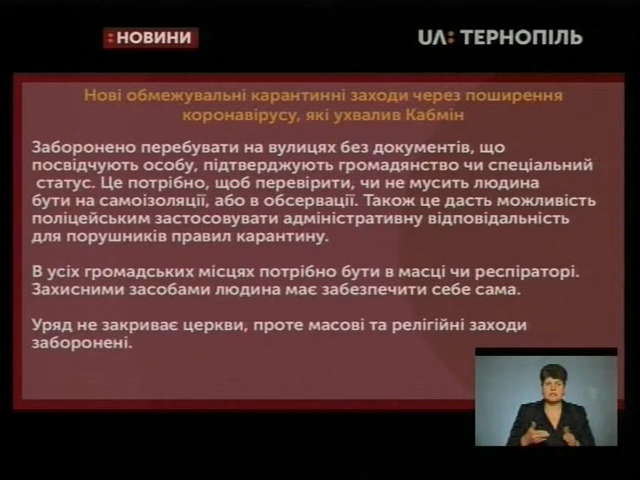 :НОВИНИ
UA: ТЕРНОПІЛЬ
Нові обмежувальні карантинні заходи через поширення
коронавірусу, які ухвалив Кабмін
Заборонено перебувати на вулицях без документів, що
посвідчують особу, підтверджують громадянство чи спеціальний
статус. Це потрібно, щоб перевірити, чи не мусить людина
бути на самоізоляції, або в обсервації. Також це дасть можливість
поліцейським застосовувати адміністративну відповідальність
для порушників правил карантину.
В усіх громадських місцях потрібно бути в масці чи респіраторі.
Захисними засобами людина має забезпечити себе сама.
Уряд не закриває церкви, проте масові та релігійні заходи
заборонені.